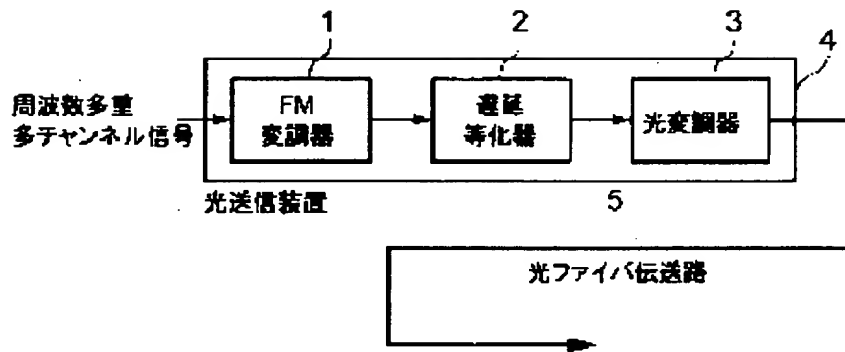 1
2
3
4
周波数多重
多チャンネル信号
FM
変調器
遅延
等化器
光変調器
光送信装置
5
光ファイバ伝送路